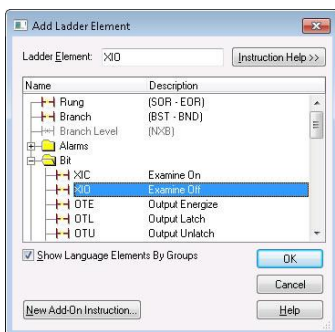 Add Ladder Element
Ladder Element: XIO Instruction Help >>
Name Description
Rung (SOR - EOR)
Branch (BST - BND)
Branch Level (NXB)
Alarms
Bit
XIC Examine On
XIO Examine Off
OTE Output Energize
OTL Output Latch
OTU Output Unlatch
Show Language Elements By Groups OK
Cancel
New Add-On Instruction... Help